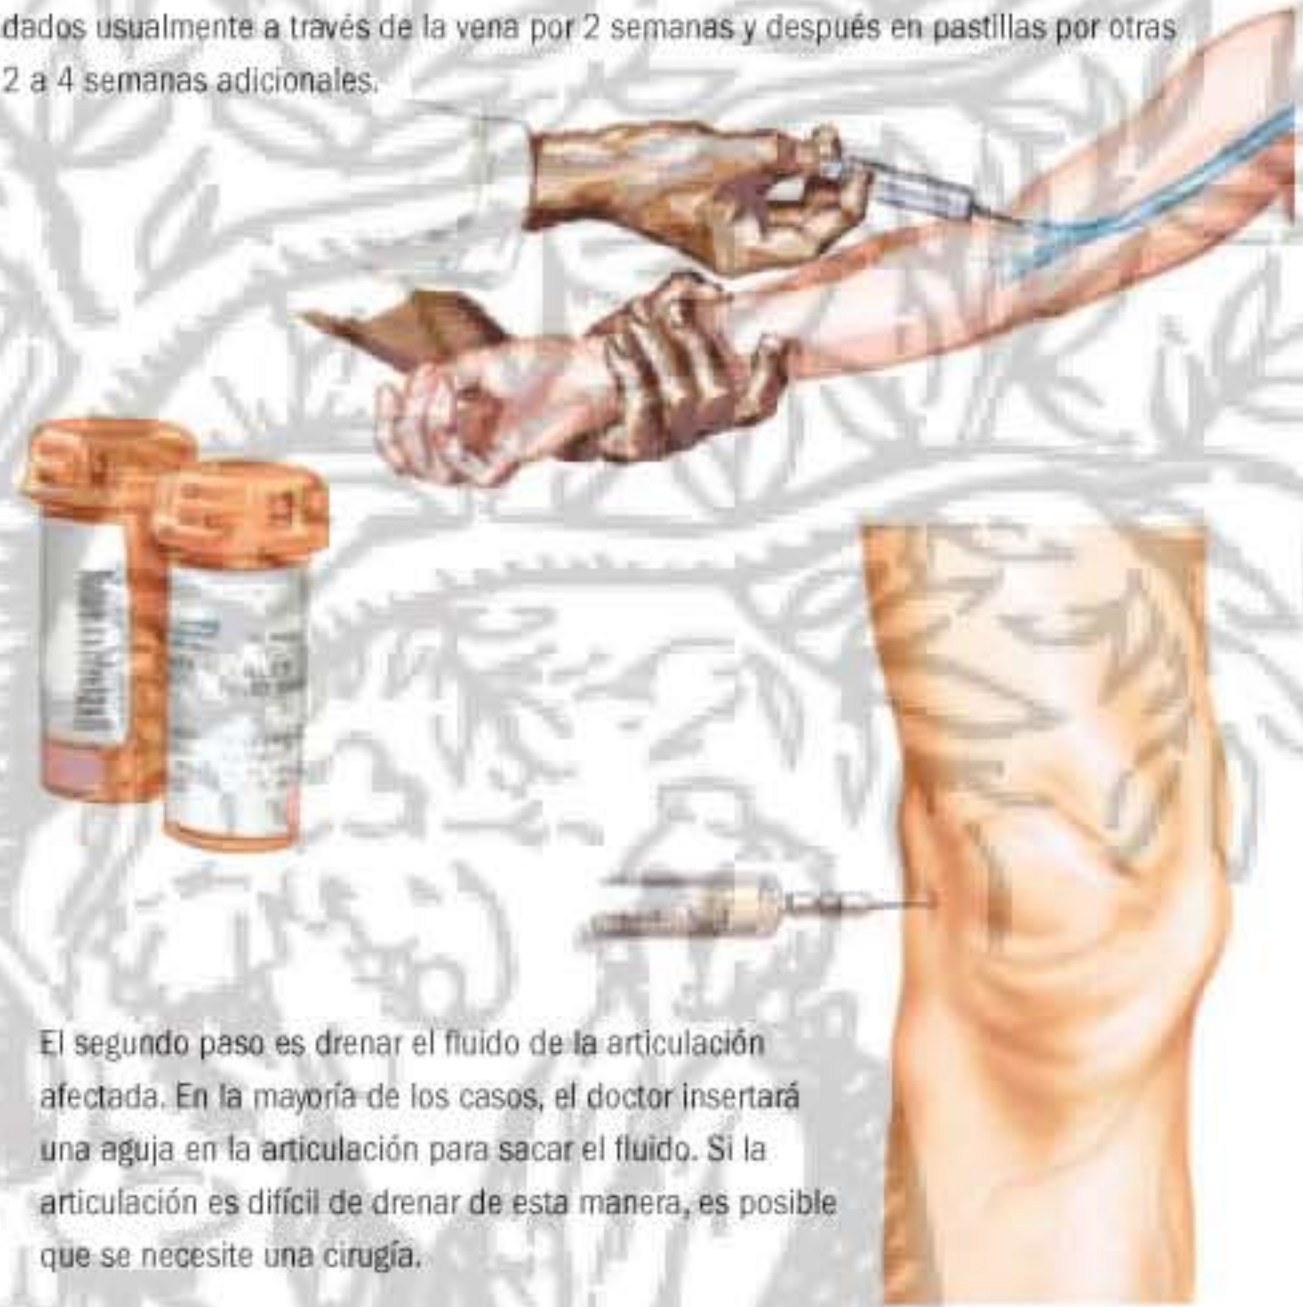 dados usualmente a través de la vena por 2 semanas y después en pastillas por otras
2 a 4 semanas adicionales.
El segundo paso es drenar el fluido de la articulación
afectada. En la mayoría de los casos, el doctor insertará
una aguja en la articulación para sacar el fluido. Si la
articulación es difícil de drenar de esta manera, es posible
que se necesite una cirugía.